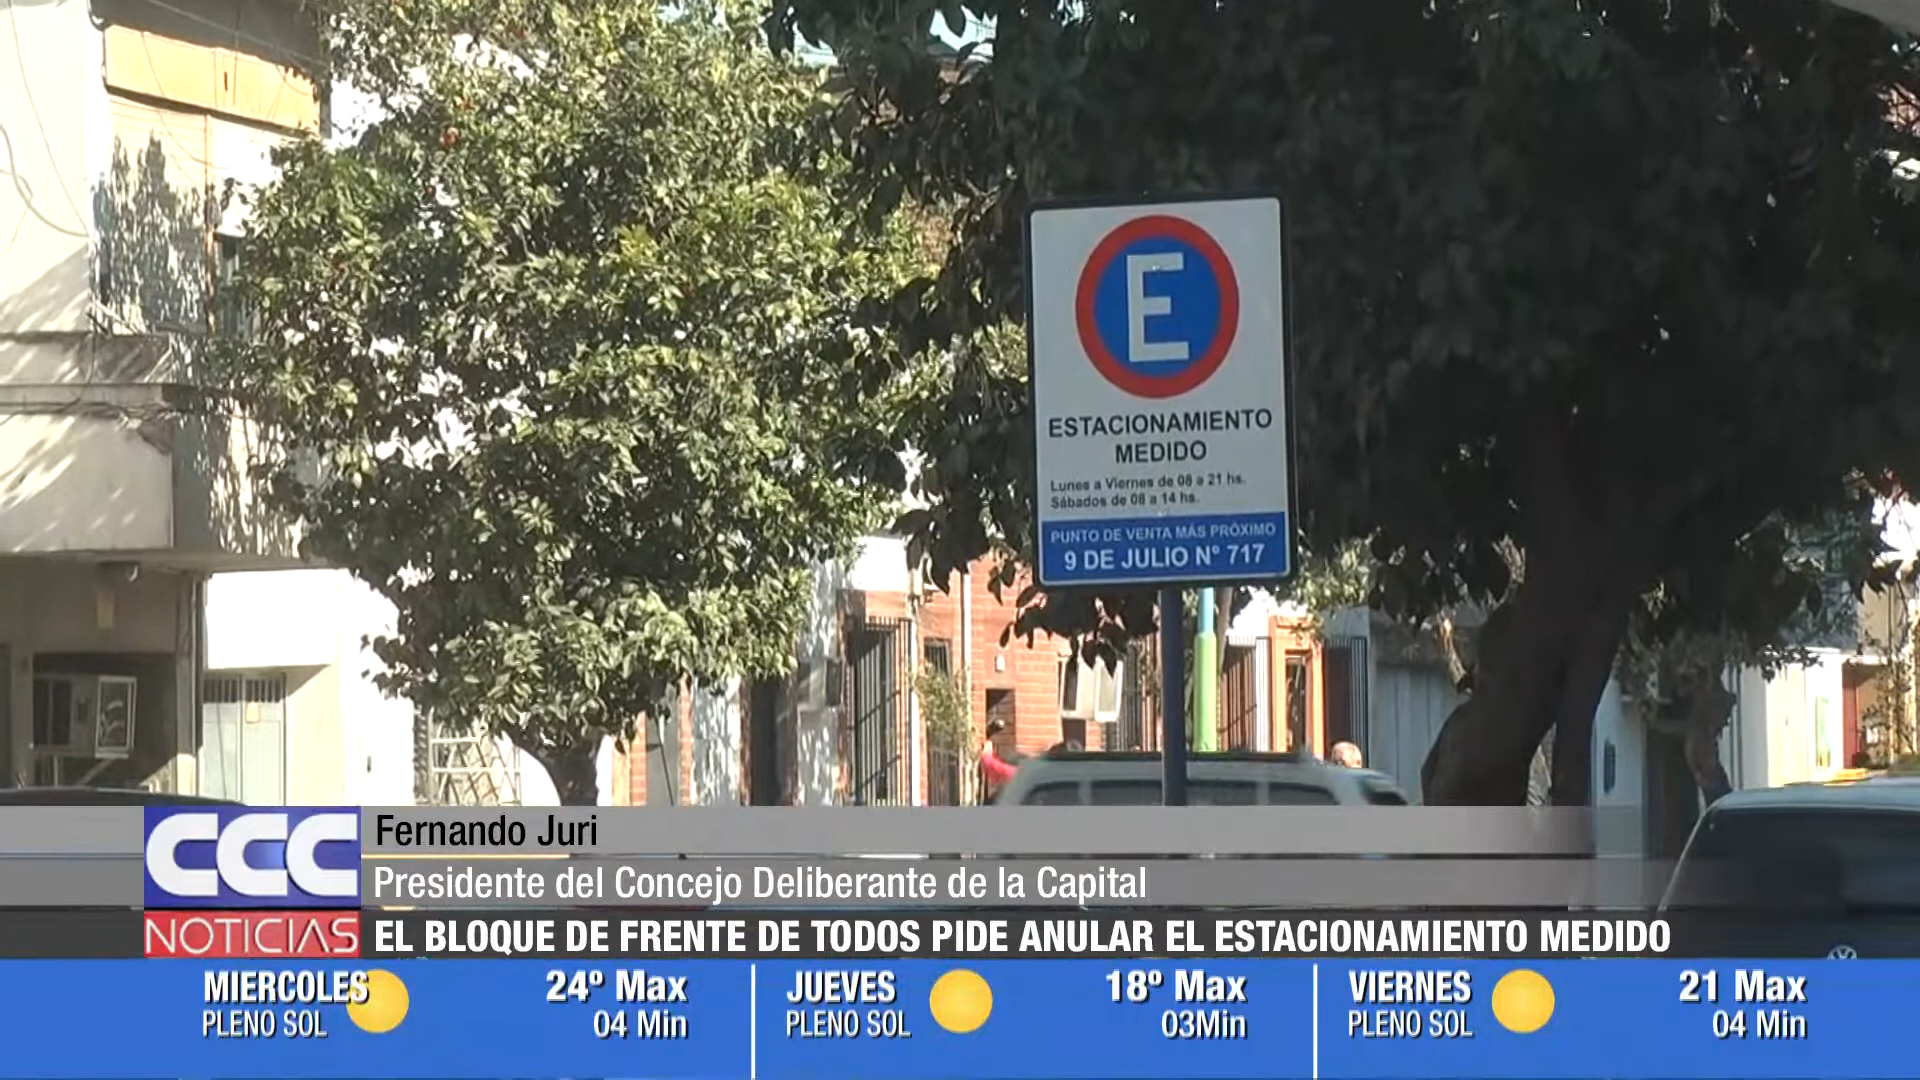 E
ESTACIONAMIENTO
MEDIDO
Lunes a Viernes de 08 a 21 hs.
Sábados de 08 a 14 hs.
PUNTO DE VENTA MÁS PRÓXIMO
9 DE JULIO N° 717
CCC
NOTICIAS
Fernando Juri
Presidente del Concejo Deliberante de la Capital
EL BLOQUE DE FRENTE DE TODOS PIDE ANULAR EL ESTACIONAMIENTO MEDIDO
MIERCOLES 24º Max
PLENO SOL 04 Min
JUEVES 18º Max
PLENO SOL 03Min
VIERNES 21 Max
PLENO SOL 04 Min